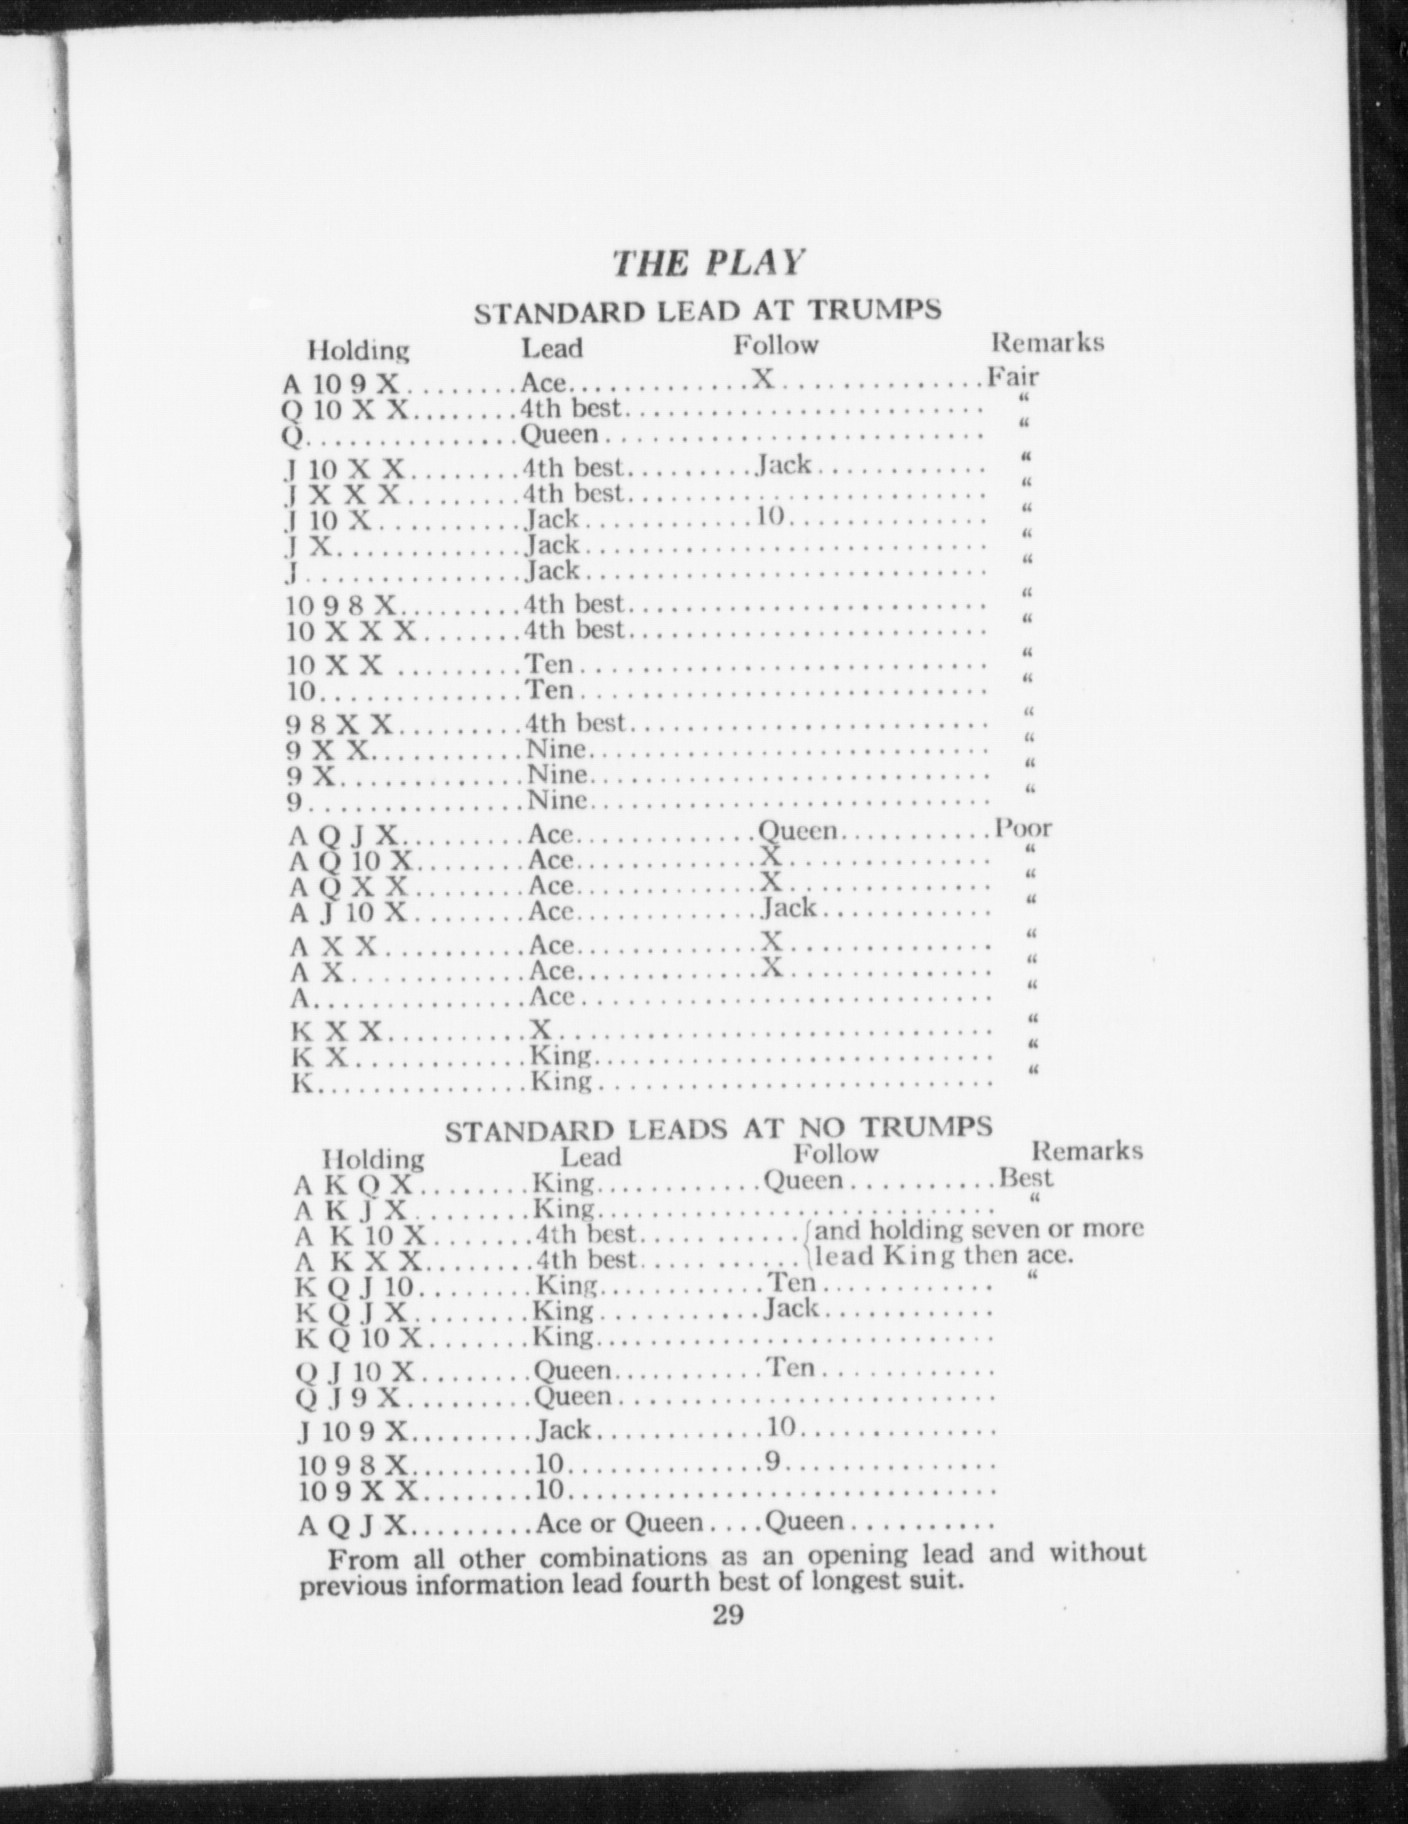 THE PLAY
STANDARD LEAD AT TRUMPS
Holding Lead Follow Remarks
A 10 9 X........Ace.............X..............Fair
Q 10 X X........4th best......................... “
Q...............Queen........................... “
J 10 X X........4th best.........Jack............ “
J X X X........4th best......................... “
J 10 X..........Jack............10.............. “
J X.............Jack............................ “
J...............Jack............................ “
10 9 8 X.........4th best......................... “
10 X X X.......4th best......................... “
10 X X .........Ten............................ “
10..............Ten............................ “
9 8 X X.........4th best......................... “
9 X X...........Nine............................ “
9 X.............Nine............................ “
9...............Nine............................ “
A Q J X.........Ace.............Queen...........Poor
A Q 10 X........Ace.............X.............. “
A Q X X........Ace.............X.............. “
A J 10 X........Ace.............Jack............ “
A X X..........Ace.............X.............. “
A X............Ace.............X.............. “
A...............Ace............................ “
K X X..........X.............................. “
K X............King............................ “
K...............King............................ “
STANDARD LEADS AT NO TRUMPS
Holding Lead Follow Remarks
A K Q X........King............Queen..........Best
A K J X........King............................ “
A K 10 X.......4th best...........{and holding seven or more
A K X X........4th best...........{lead King then ace.
K Q J 10........King............Ten............ “
K Q J X........King...........Jack............
K Q 10 X.......King............................
Q J 10 X........Queen...........Ten............
Q J 9 X.........Queen..........................
J 10 9 X.........Jack............10..............
10 9 8 X.........10..............9...............
10 9 X X........10..............................
A Q J X.........Ace or Queen....Queen..........
From all other combinations as an opening lead and without
previous information lead fourth best of longest suit.
29